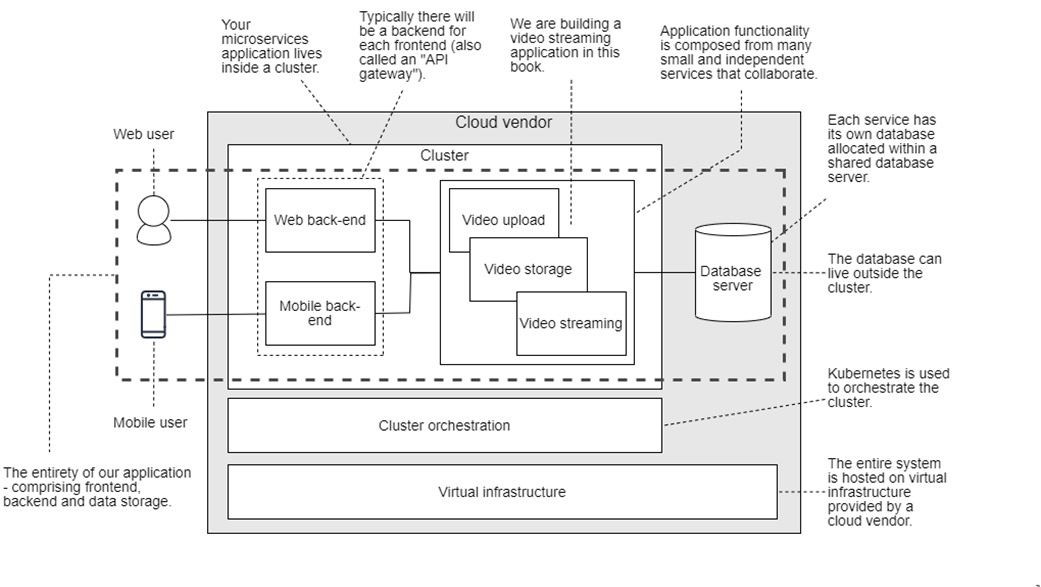 Your
microservices
application lives
inside a cluster.
Typically there will
be a backend for
each frontend (also
called an "API
gateway").
We are building a
video streaming
application in this
book.
Application functionality
is composed from many
small and independent
services that collaborate.
Cloud vendor
Each service has
its own database
allocated within a
shared database
server.
Web user
Cluster
Web back-end
Video upload
Video storage
Database
server
The database can
live outside the
cluster.
Mobile back-
end
Video streaming
Kubernetes is used
to orchestrate the
cluster.
Mobile user
Cluster orchestration
The entirety of our application
- comprising frontend,
backend and data storage.
Virtual infrastructure
The entire system
is hosted on virtual
infrastructure
provided by a
cloud vendor.